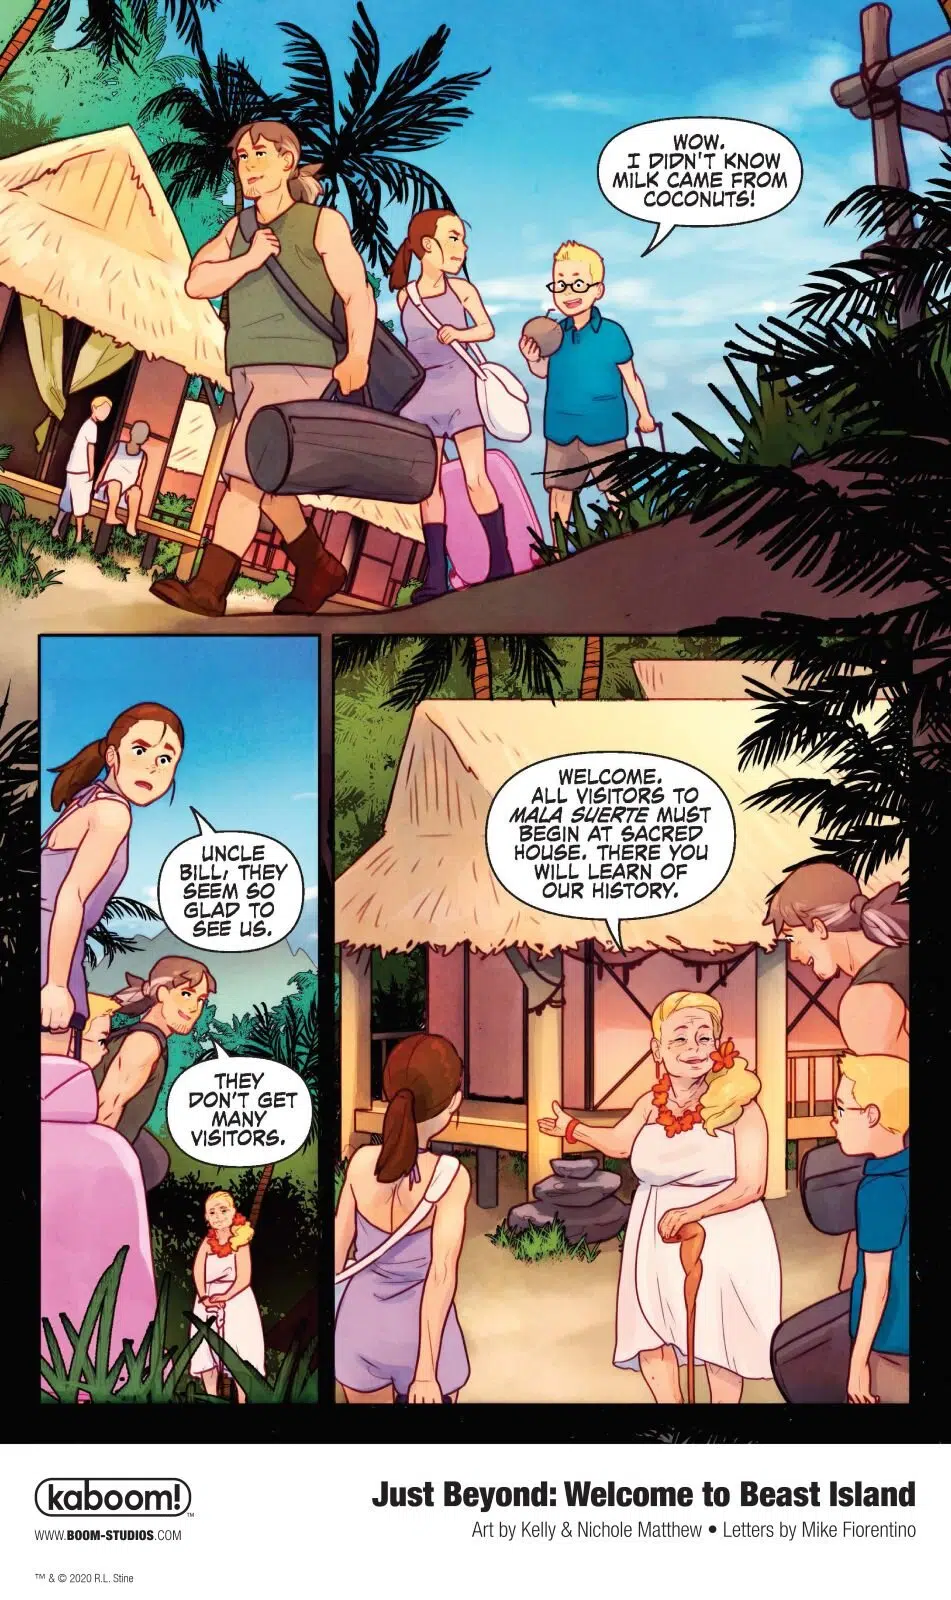 WOW.
I DIDN'T KNOW
MILK CAME FROM
COCONUTS!
UNCLE
BILL, THEY
SEEM SO
GLAD TO
SEE US.
THEY
DON'T GET
MANY
VISITORS.
WELCOME.
ALL VISITORS TO
MALA SUERTE MUST
BEGIN AT SACRED
HOUSE. THERE YOU
WILL LEARN OF
OUR HISTORY.
kaboom!™
WWW.BOOM-STUDIOS.COM
™ & © 2020 R.L. Stine
Just Beyond: Welcome to Beast Island
Art by Kelly & Nichole Matthew • Letters by Mike Fiorentino